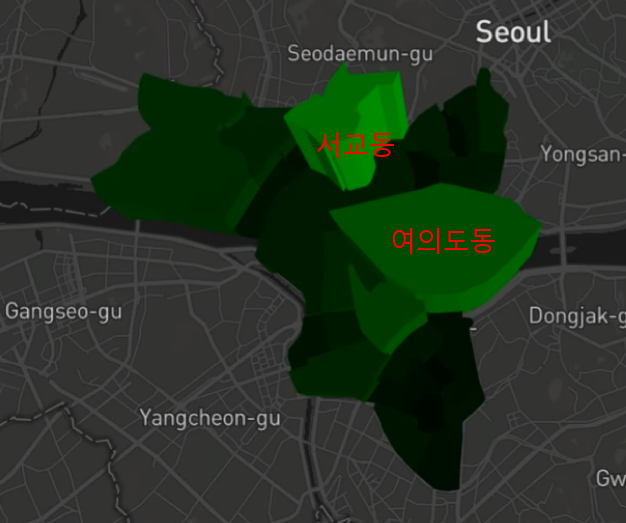 Seoul
Seodaemun-gu
서교동
Yongsan-
여의도동
Gangseo-gu
Dongjak-g
Yangcheon-gu
Gw